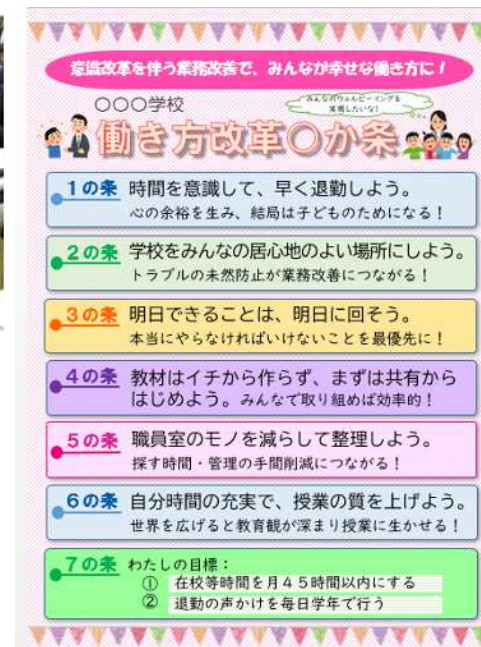 意識改革を伴う業務改善で、みんなが幸せな働き方に！
〇〇〇学校
みんなのウェルビーイングを
実現したいな！
働き方改革〇か条
1の条 時間を意識して、早く退勤しよう。
心の余裕を生み、結局は子どものためになる！
2の条 学校をみんなの居心地のよい場所にしよう。
トラブルの未然防止が業務改善につながる！
3の条 明日できることは、明日に回そう。
本当にやらなければいけないことを最優先に！
4の条 教材はイチから作らず、まずは共有から
はじめよう。みんなで取り組めば効率的！
5の条 職員室のモノを減らして整理しよう。
探す時間・管理の手間削減につながる！
6の条 自分時間の充実で、授業の質を上げよう。
世界を広げると教育観が深まり授業に生かせる！
7の条 わたしの目標：
① 在校等時間を月４５時間以内にする
② 退勤の声かけを毎日学年で行う